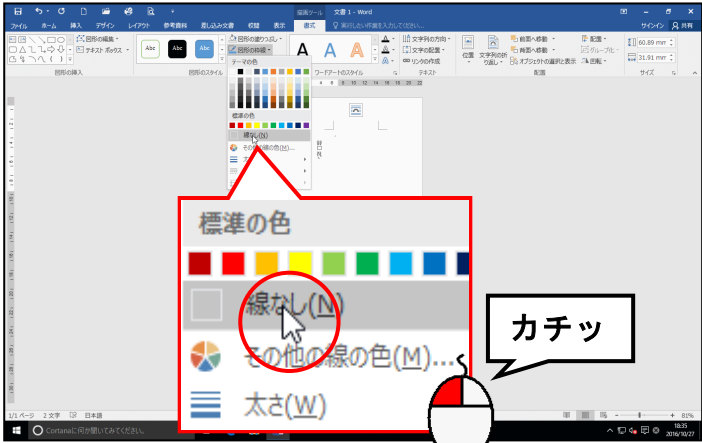 描画ツール 文書 1 - Word
ファイル ホーム 挿入 デザイン レイアウト 参考資料 差し込み文書 校閲 表示 書式 実行したい作業を入力してください... サインイン 共有
図形の編集 テキスト ボックス
図形の挿入
Abc Abc Abc
図形の塗りつぶし
図形の枠線
図形のスタイル
A A A
ワードアートのスタイル
文字列の方向
文字の配置
リンクの作成
テキスト
位置 文字列の折り返し
前面へ移動
背面へ移動
オブジェクトの選択と表示
配置
グループ化
回転
配置
60.89 mm
31.91 mm
サイズ
テーマの色
標準の色
線なし(N)
その他の線の色(M)...
標準の色
線なし(N)
その他の線の色(M)...
太さ(W)
カチッ
1/1 ページ 2 文字 日本語
81%
Cortanaに何か聞いてみてください。
18:35
2016/10/27